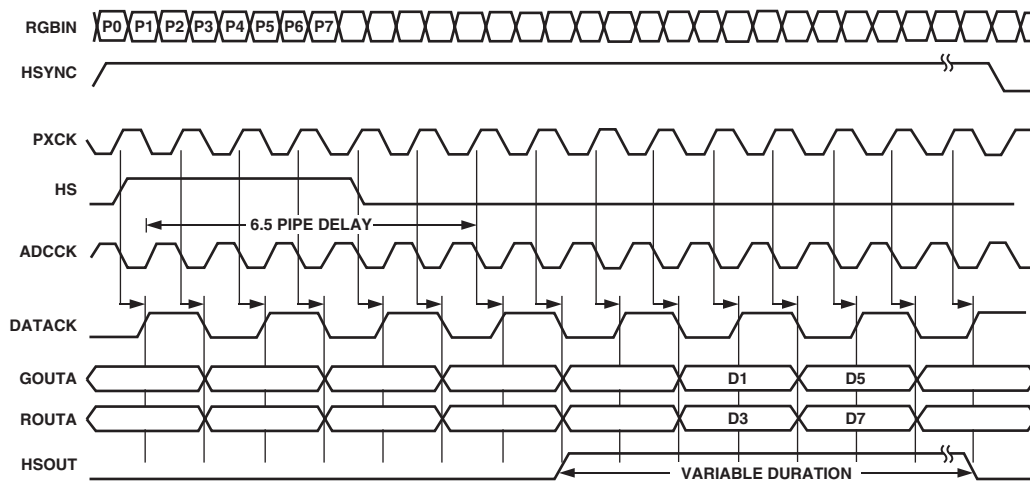 RGBIN P0 P1 P2 P3 P4 P5 P6 P7
HSYNC
PXCK
HS
6.5 PIPE DELAY
ADCCK
DATACK
GOUTA D1 D5
ROUTA D3 D7
HSOUT VARIABLE DURATION